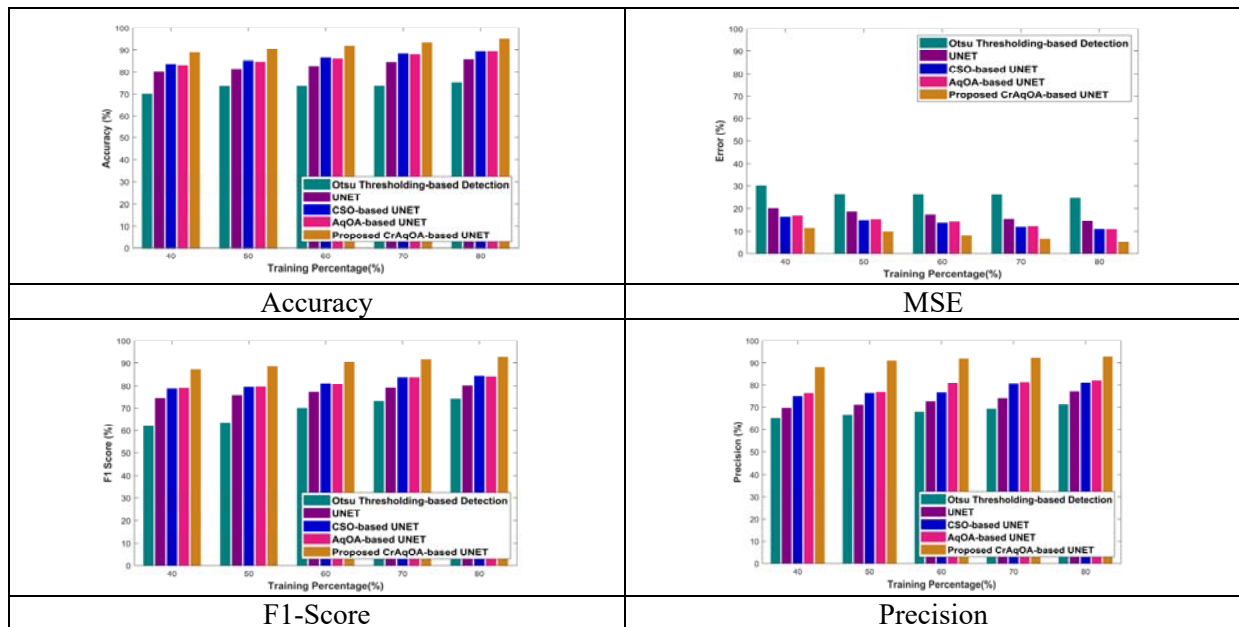 100
90
80
70
60
50
40
30
20
10
0
Accuracy (%)
Otsu Thresholding-based Detection
UNET
CSO-based UNET
AqOA-based UNET
Proposed CrAqOA-based UNET
40 50 60 70 80
Training Percentage(%)
Accuracy
100
90
80
70
60
50
40
30
20
10
0
Error (%)
Otsu Thresholding-based Detection
UNET
CSO-based UNET
AqOA-based UNET
Proposed CrAqOA-based UNET
40 50 60 70 80
Training Percentage(%)
MSE
100
90
80
70
60
50
40
30
20
10
0
F1 Score (%)
Otsu Thresholding-based Detection
UNET
CSO-based UNET
AqOA-based UNET
Proposed CrAqOA-based UNET
40 50 60 70 80
Training Percentage(%)
F1-Score
100
90
80
70
60
50
40
30
20
10
0
Precision (%)
Otsu Thresholding-based Detection
UNET
CSO-based UNET
AqOA-based UNET
Proposed CrAqOA-based UNET
40 50 60 70 80
Training Percentage(%)
Precision